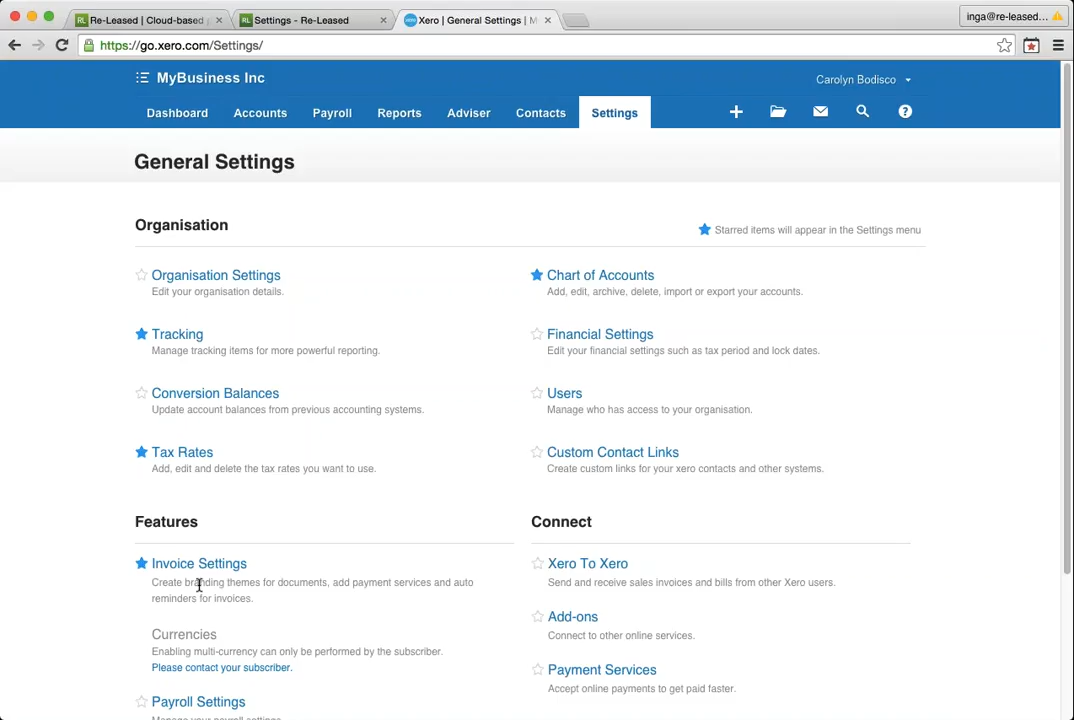 Re-Leased | Cloud-based
Settings - Re-Leased
Xero | General Settings |
inga@re-leased...
https://go.xero.com/Settings/
MyBusiness Inc
Carolyn Bodisco
Dashboard Accounts Payroll Reports Adviser Contacts Settings
General Settings
Organisation
Starred items will appear in the Settings menu
Organisation Settings
Edit your organisation details.
Chart of Accounts
Add, edit, archive, delete, import or export your accounts.
Tracking
Manage tracking items for more powerful reporting.
Financial Settings
Edit your financial settings such as tax period and lock dates.
Conversion Balances
Update account balances from previous accounting systems.
Users
Manage who has access to your organisation.
Tax Rates
Add, edit and delete the tax rates you want to use.
Custom Contact Links
Create custom links for your xero contacts and other systems.
Features
Invoice Settings
Create branding themes for documents, add payment services and auto
reminders for invoices.
Currencies
Enabling multi-currency can only be performed by the subscriber.
Please contact your subscriber.
Payroll Settings
Manage your payroll settings
Connect
Xero To Xero
Send and receive sales invoices and bills from other Xero users.
Add-ons
Connect to other online services.
Payment Services
Accept online payments to get paid faster.